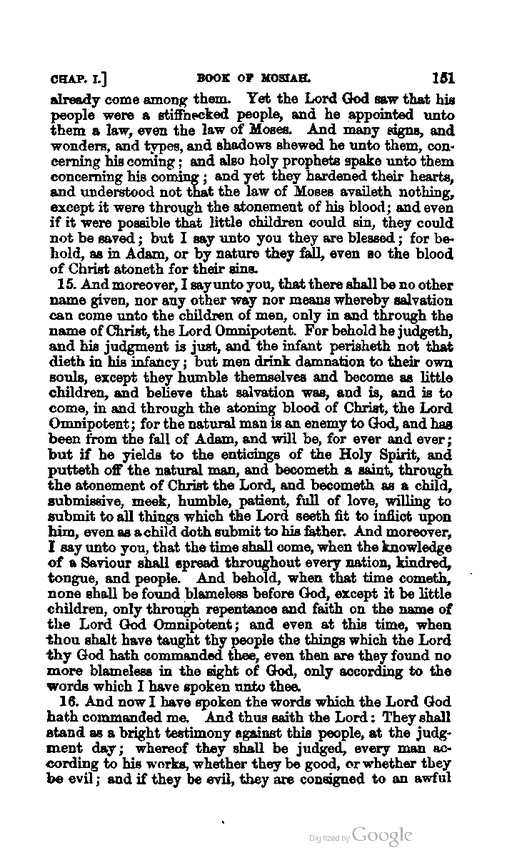 CHAP. I.] BOOK OF MOSIAH. 151
already come among them. Yet the Lord God saw that his
people were a stiffnecked people, and he appointed unto
them a law, even the law of Moses. And many signs, and
wonders, and types, and shadows shewed he unto them, con-
cerning his coming; and also holy prophets spake unto them
concerning his coming; and yet they hardened their hearts,
and understood not that the law of Moses availeth nothing,
except it were through the atonement of his blood; and even
if it were possible that little children could sin, they could
not be saved; but I say unto you they are blessed; for be-
hold, as in Adam, or by nature they fall, even so the blood
of Christ atoneth for their sins.
15. And moreover, I say unto you, that there shall be no other
name given, nor any other way nor means whereby salvation
can come unto the children of men, only in and through the
name of Christ, the Lord Omnipotent. For behold he judgeth,
and his judgment is just, and the infant perisheth not that
dieth in his infancy; but men drink damnation to their own
souls, except they humble themselves and become as little
children, and believe that salvation was, and is, and is to
come, in and through the atoning blood of Christ, the Lord
Omnipotent; for the natural man is an enemy to God, and has
been from the fall of Adam, and will be, for ever and ever;
but if he yields to the enticings of the Holy Spirit, and
putteth off the natural man, and becometh a saint, through
the atonement of Christ the Lord, and becometh as a child,
submissive, meek, humble, patient, full of love, willing to
submit to all things which the Lord seeth fit to inflict upon
him, even as a child doth submit to his father. And moreover,
I say unto you, that the time shall come, when the knowledge
of a Saviour shall spread throughout every nation, kindred,
tongue, and people. And behold, when that time cometh,
none shall be found blameless before God, except it be little
children, only through repentance and faith on the name of
the Lord God Omnipotent; and even at this time, when
thou shalt have taught thy people the things which the Lord
thy God hath commanded thee, even then are they found no
more blameless in the sight of God, only according to the
words which I have spoken unto thee.
16. And now I have spoken the words which the Lord God
hath commanded me. And thus saith the Lord: They shall
stand as a bright testimony against this people, at the judg-
ment day; whereof they shall be judged, every man ac-
cording to his works, whether they be good, or whether they
be evil; and if they be evil, they are consigned to an awful
Digitized by Google